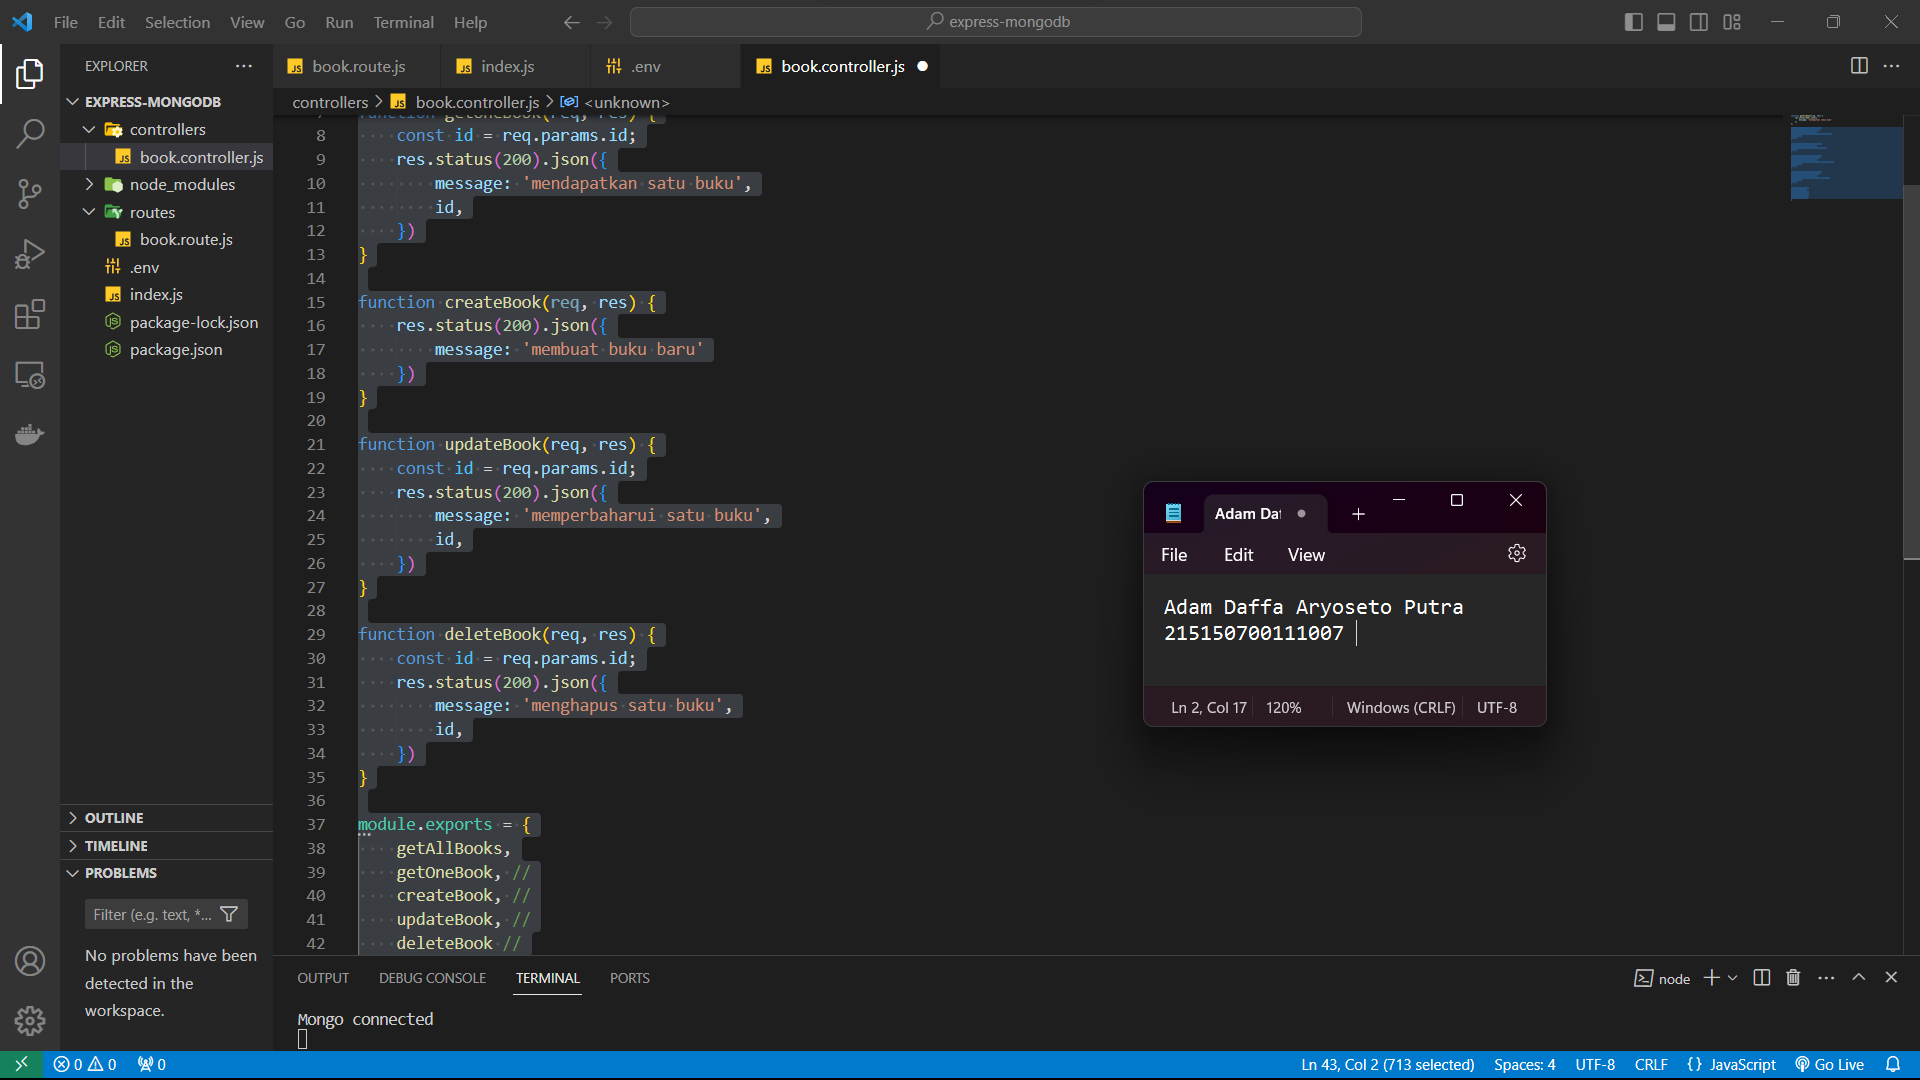 File Edit Selection View Go Run Terminal Help
express-mongodb
EXPLORER
EXPRESS-MONGODB
controllers
book.controller.js
node_modules
routes
book.route.js
.env
index.js
package-lock.json
package.json
OUTLINE
TIMELINE
PROBLEMS
Filter (e.g. text, *...
No problems have been
detected in the
workspace.
book.route.js index.js .env book.controller.js
controllers > book.controller.js > <unknown>
7 function getOneBook(req, res) {
8 const id = req.params.id;
9 res.status(200).json({
10 message: 'mendapatkan satu buku',
11 id,
12 })
13 }
14
15 function createBook(req, res) {
16 res.status(200).json({
17 message: 'membuat buku baru'
18 })
19 }
20
21 function updateBook(req, res) {
22 const id = req.params.id;
23 res.status(200).json({
24 message: 'memperbaharui satu buku',
25 id,
26 })
27 }
28
29 function deleteBook(req, res) {
30 const id = req.params.id;
31 res.status(200).json({
32 message: 'menghapus satu buku',
33 id,
34 })
35 }
36
37 module.exports = {
38 getAllBooks,
39 getOneBook, //
40 createBook, //
41 updateBook, //
42 deleteBook //
Adam Da
File Edit View
Adam Daffa Aryoseto Putra
215150700111007
Ln 2, Col 17 120% Windows (CRLF) UTF-8
OUTPUT DEBUG CONSOLE TERMINAL PORTS
node
Mongo connected
0 0 0
Ln 43, Col 2 (713 selected) Spaces: 4 UTF-8 CRLF {} JavaScript Go Live